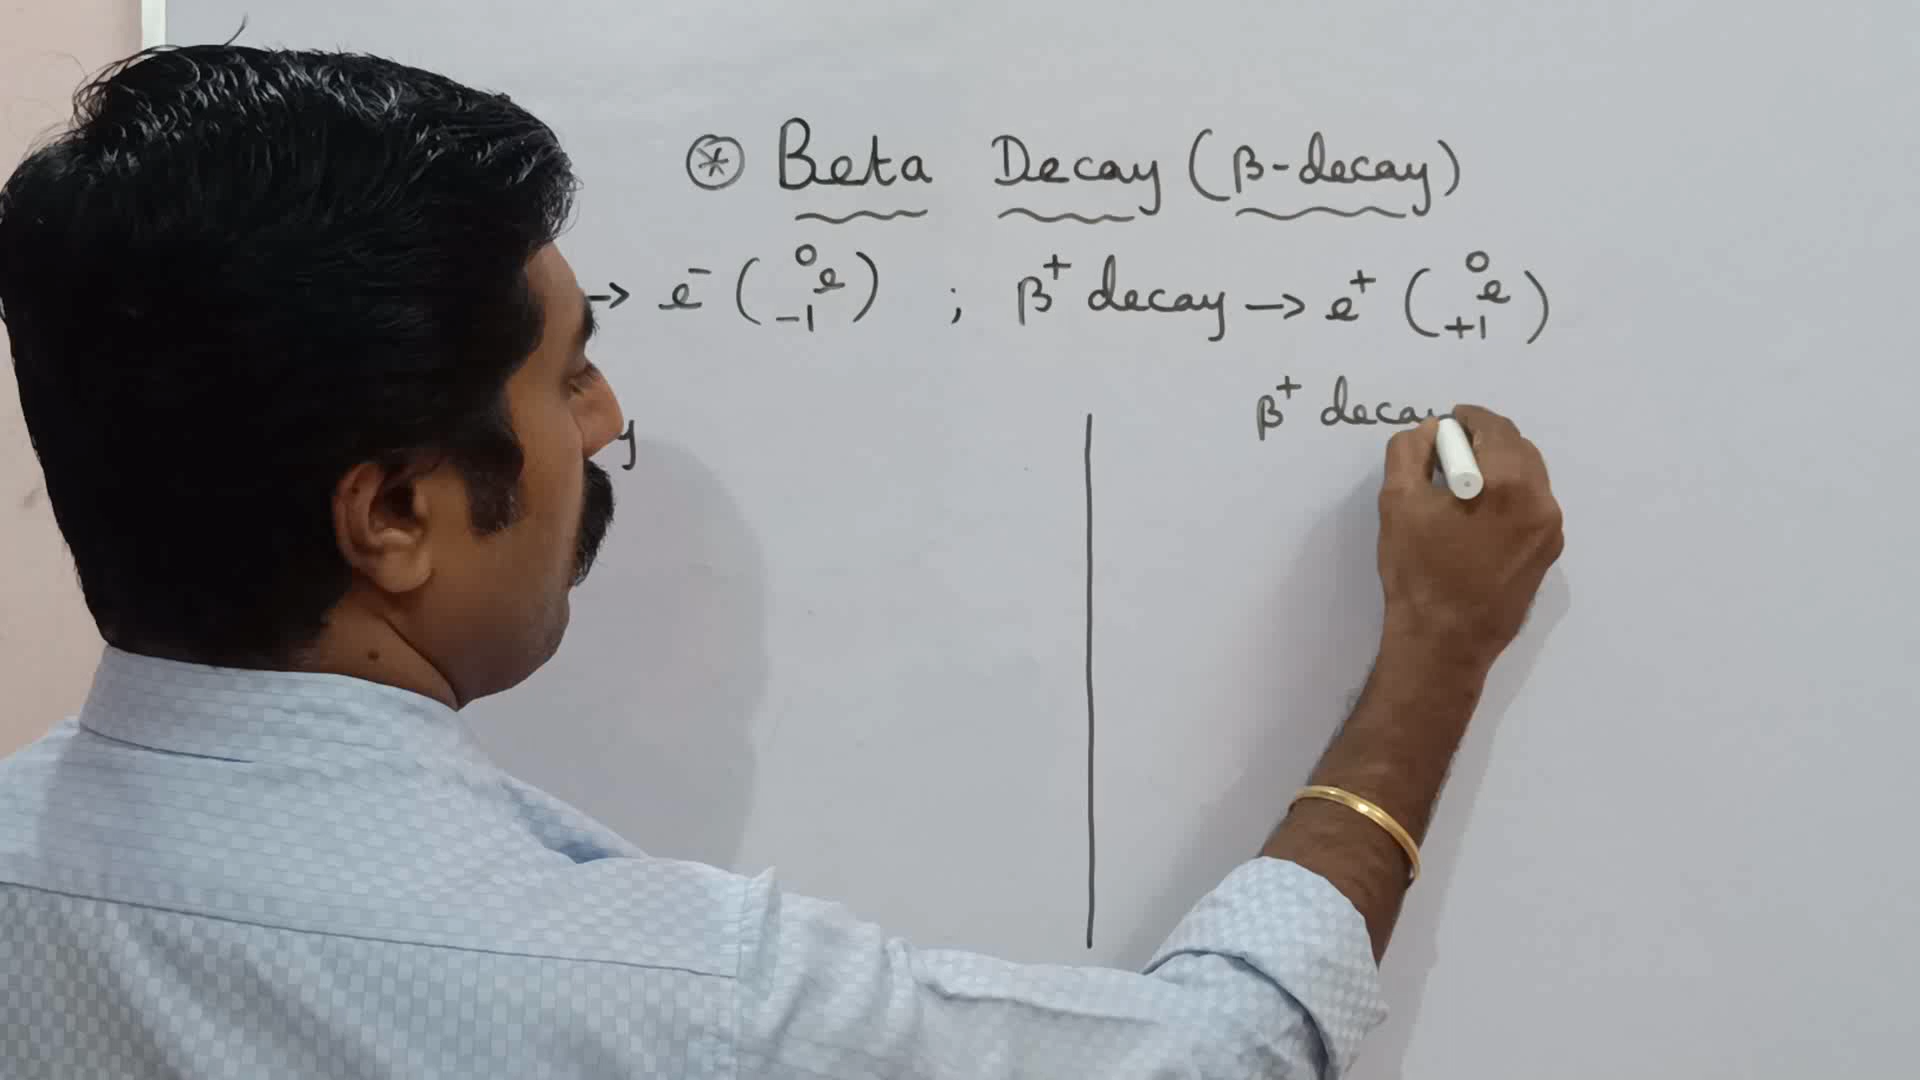 ⊛ Beta Decay (β-decay)
→ e⁻ (⁰₋₁e) ; β⁺ decay → e⁺ (⁰₊₁e)
y β⁺ decay